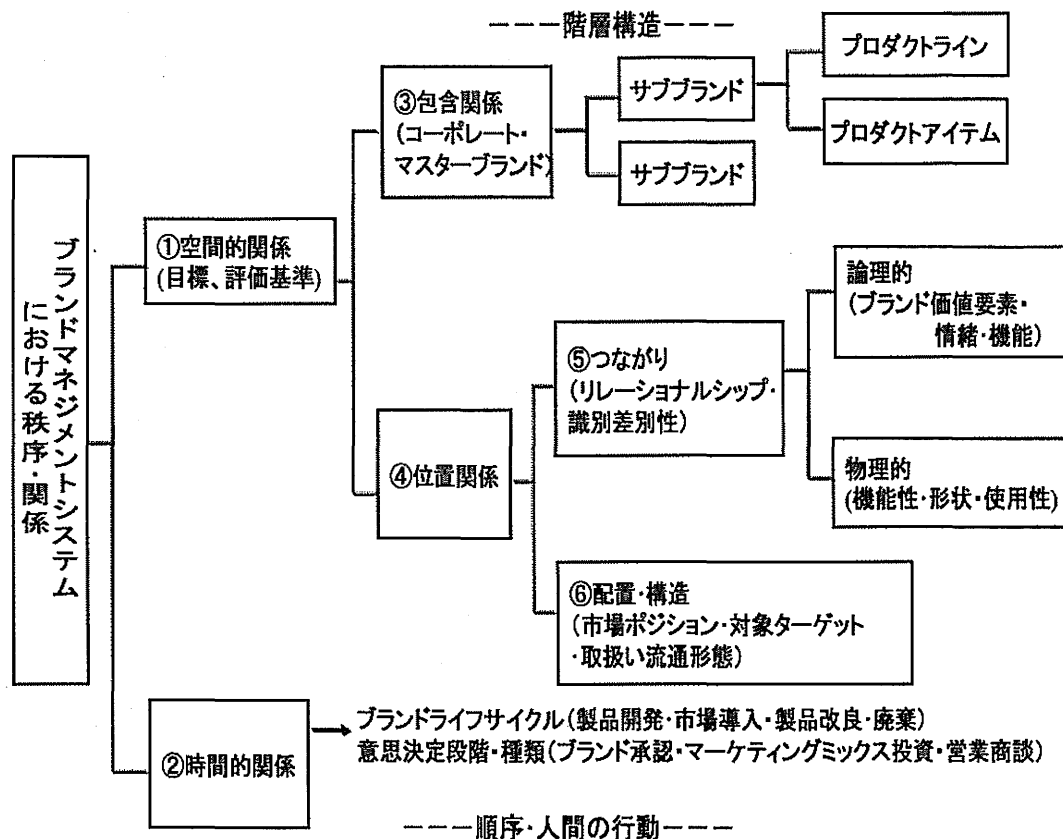 ---階層構造---
プロダクトライン
サブブランド
③包含関係
(コーポレート・
マスターブランド)
プロダクトアイテム
サブブランド
ブランドマネジメントシステム
における秩序・関係
①空間的関係
(目標、評価基準)
論理的
(ブランド価値要素・
情緒・機能)
⑤つながり
(リレーショナルシップ・
識別差別性)
④位置関係
物理的
(機能性・形状・使用性)
⑥配置・構造
(市場ポジション・対象ターゲット
・取扱い流通形態)
②時間的関係
ブランドライフサイクル(製品開発・市場導入・製品改良・廃棄)
意思決定段階・種類(ブランド承認・マーケティングミックス投資・営業商談)
---順序・人間の行動---